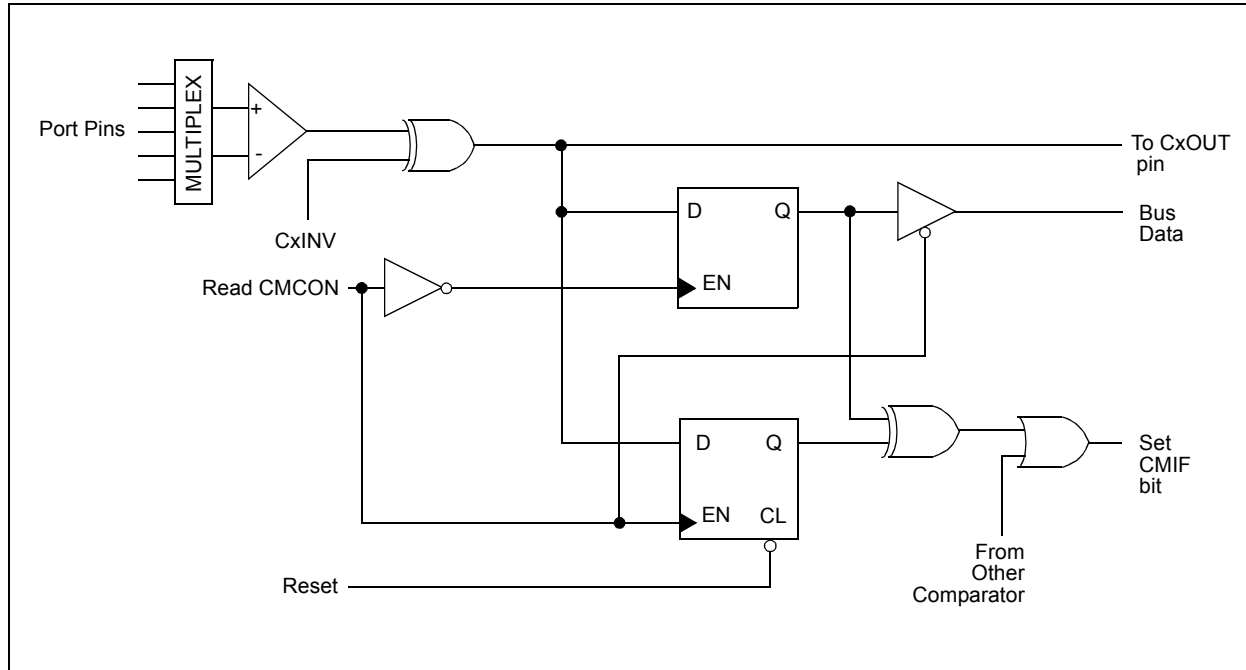 MULTIPLEX
Port Pins
+
-
CxINV
To CxOUT
pin
D
Q
EN
Bus
Data
Read CMCON
D
Q
EN
CL
Set
CMIF
bit
From
Other
Comparator
Reset